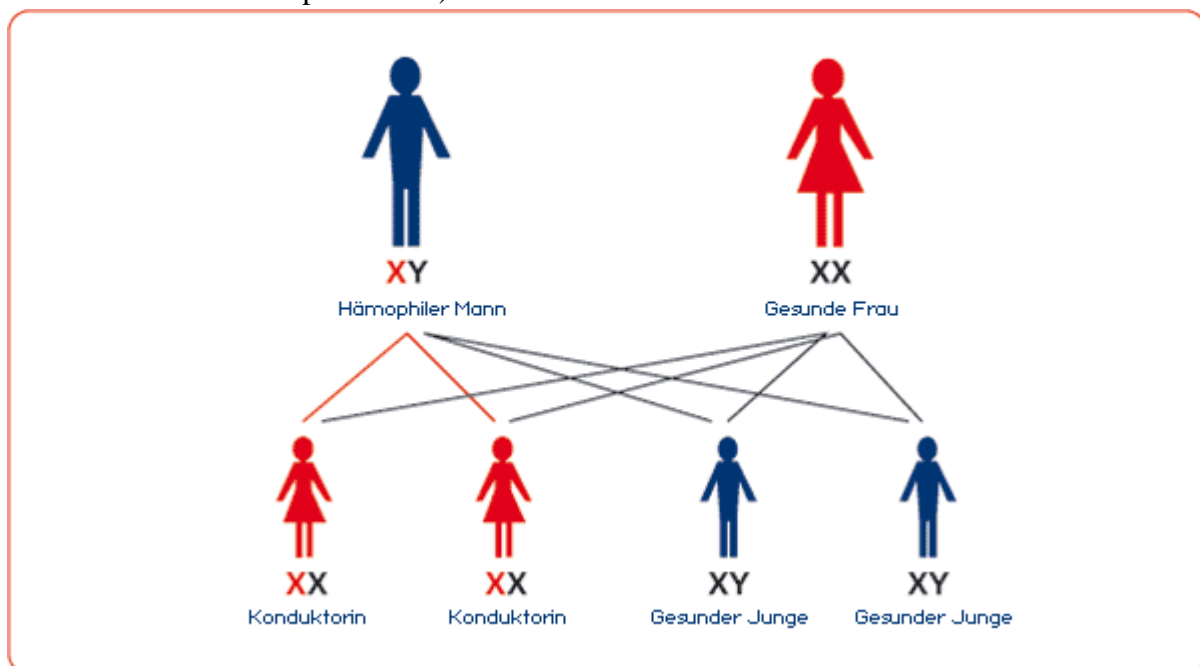 XY
XX
Hämophiler Mann
Gesunde Frau
XX
XX
XY
XY
Konduktorin
Konduktorin
Gesunder Junge
Gesunder Junge